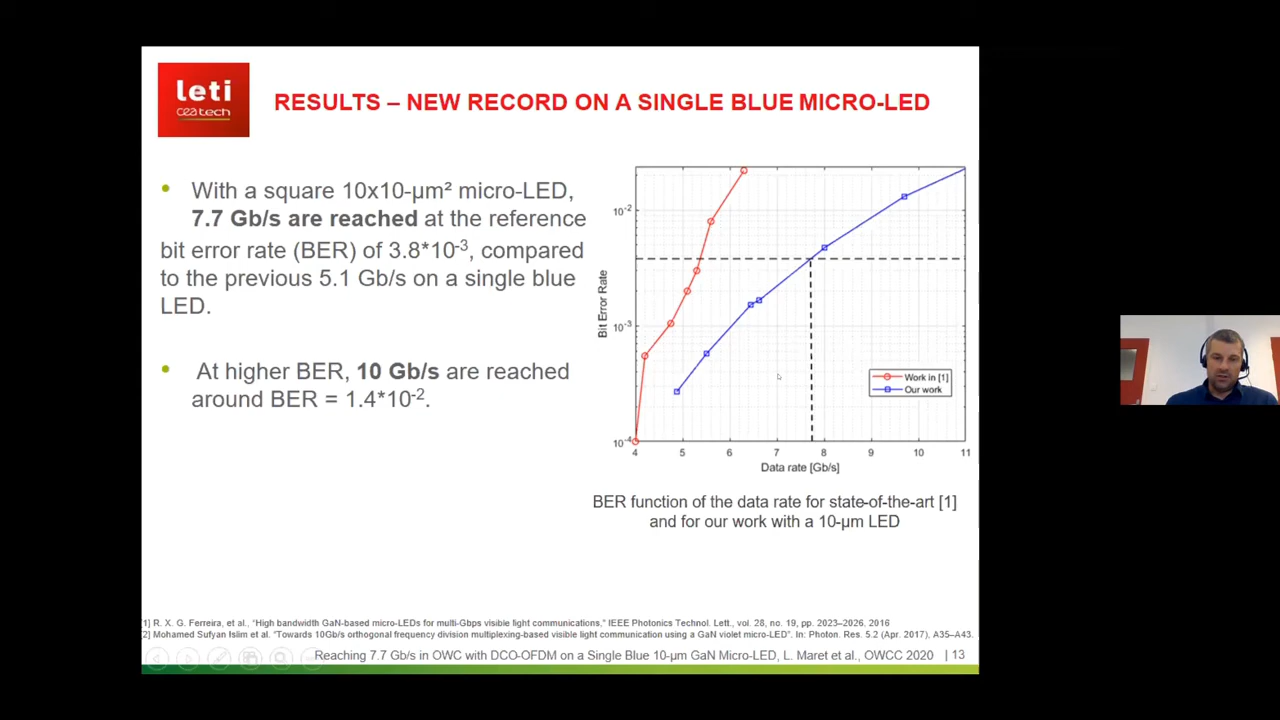 leti
ceatech
RESULTS – NEW RECORD ON A SINGLE BLUE MICRO-LED
• With a square 10x10-µm² micro-LED,
7.7 Gb/s are reached at the reference
bit error rate (BER) of 3.8*10⁻³, compared
to the previous 5.1 Gb/s on a single blue
LED.
• At higher BER, 10 Gb/s are reached
around BER = 1.4*10⁻².
10⁻²
10⁻³
10⁻⁴
Bit Error Rate
Work in [1]
Our work
4 5 6 7 8 9 10 11
Data rate [Gb/s]
BER function of the data rate for state-of-the-art [1]
and for our work with a 10-µm LED
[1] R. X. G. Ferreira, et al., “High bandwidth GaN-based micro-LEDs for multi-Gbps visible light communications,” IEEE Photonics Technol. Lett., vol. 28, no. 19, pp. 2023–2026. 2016
[2] Mohamed Sufyan Islim et al. “Towards 10Gb/s orthogonal frequency division multiplexing-based visible light communication using a GaN violet micro-LED”. In: Photon. Res. 5.2 (Apr. 2017), A35–A43.
Reaching 7.7 Gb/s in OWC with DCO-OFDM on a Single Blue 10-µm GaN Micro-LED, L. Maret et al., OWCC 2020 | 13